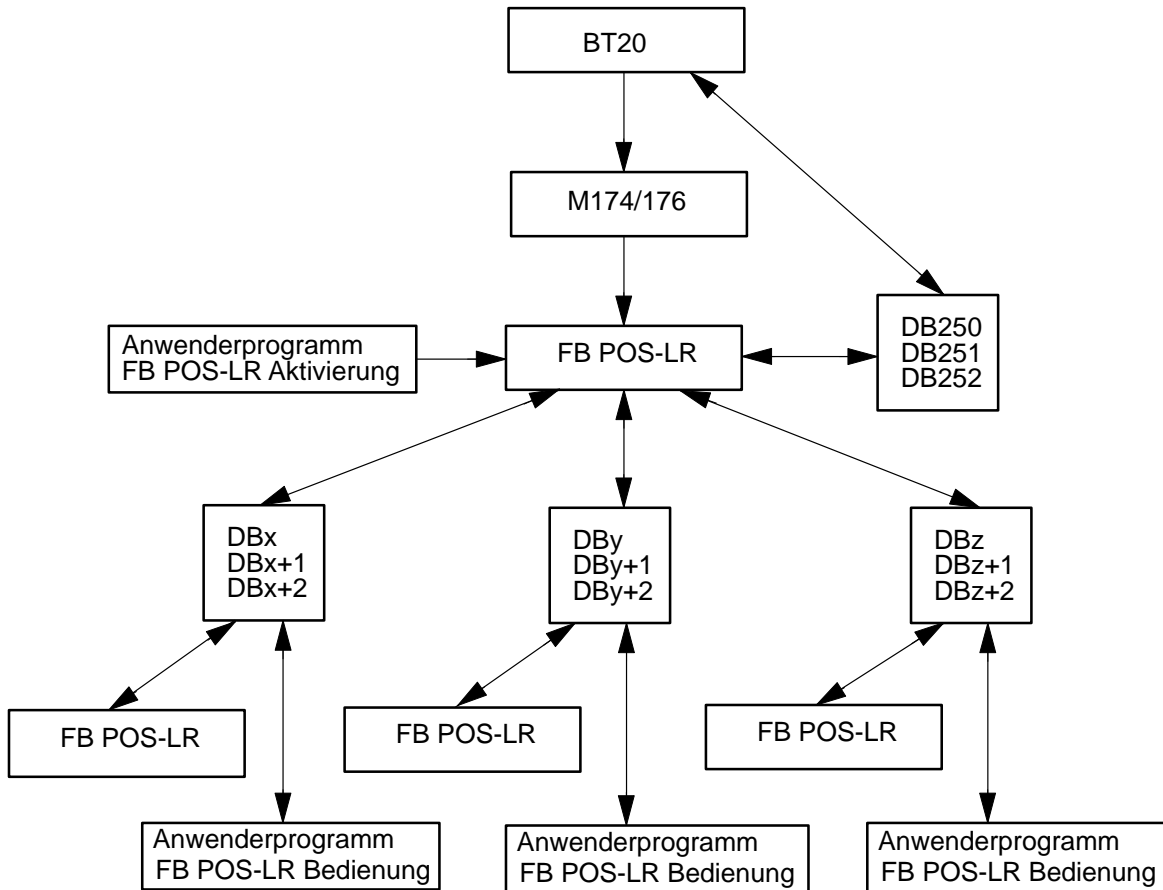 BT20
M174/176
Anwenderprogramm
FB POS-LR Aktivierung
FB POS-LR
DB250
DB251
DB252
DBx
DBx+1
DBx+2
DBy
DBy+1
DBy+2
DBz
DBz+1
DBz+2
FB POS-LR
FB POS-LR
FB POS-LR
Anwenderprogramm
FB POS-LR Bedienung
Anwenderprogramm
FB POS-LR Bedienung
Anwenderprogramm
FB POS-LR Bedienung